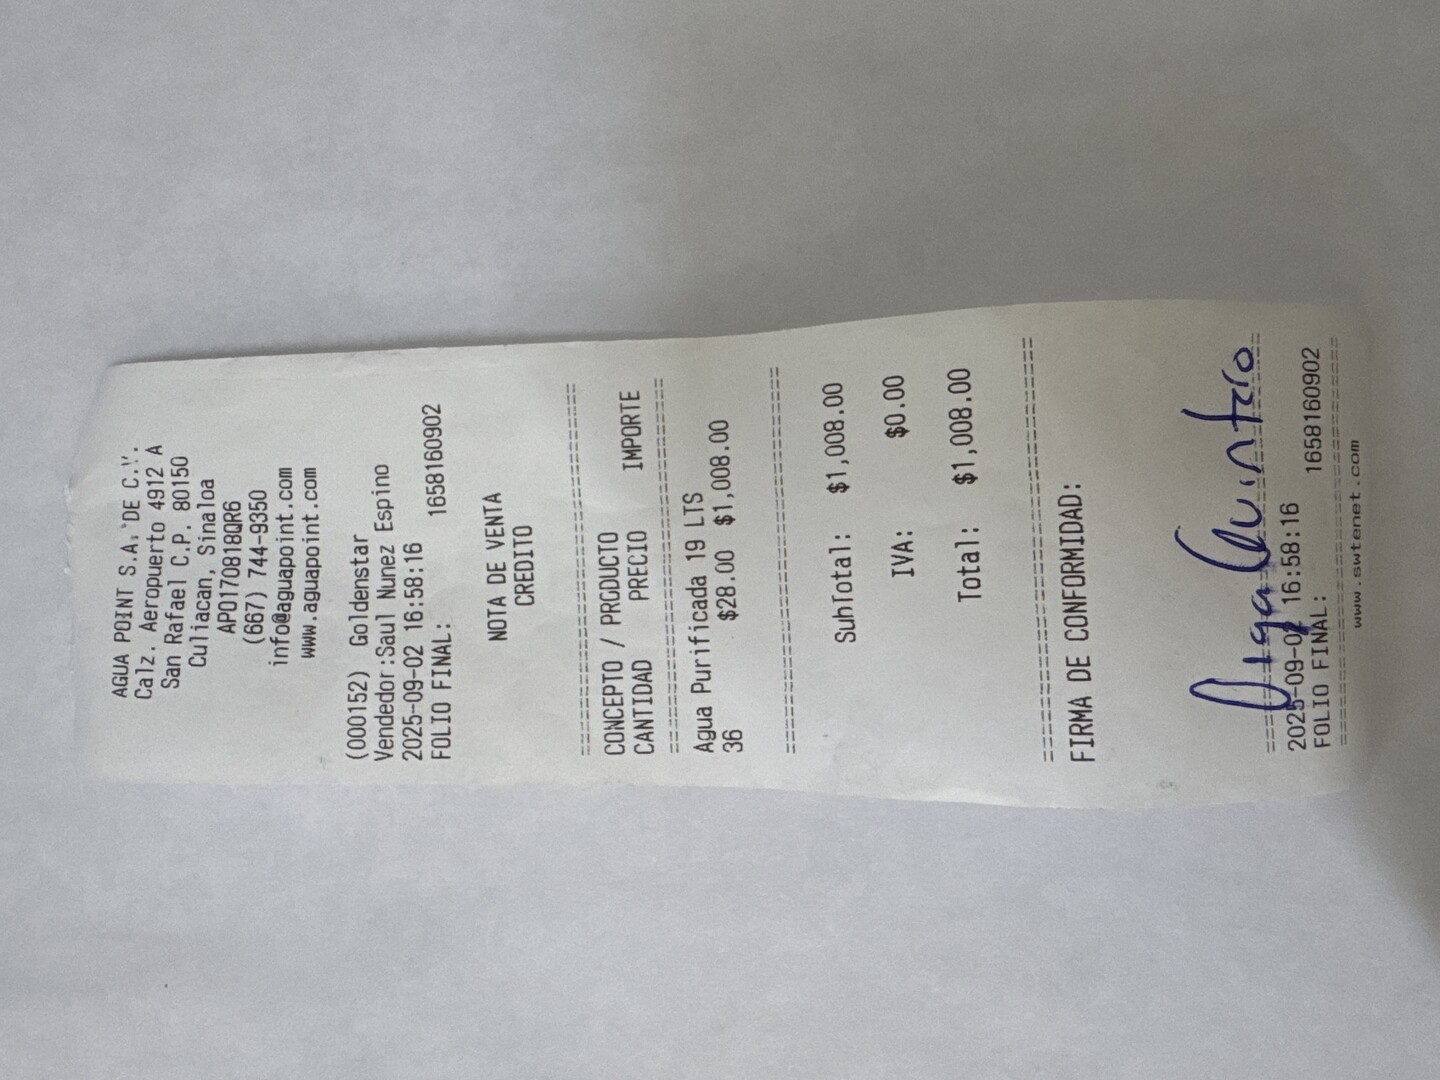 AGUA POINT S.A. DE C.V.
Calz. Aeropuerto 4912 A
San Rafael C.P. 80150
Culiacan, Sinaloa
APO170818QR6
(667) 744-9350
info@aguapoint.com
www.aguapoint.com
(000152) Goldenstar
Vendedor:Saul Nunez Espino
2025-09-02 16:58:16
FOLIO FINAL: 1658160902
NOTA DE VENTA
CREDITO
CONCEPTO / PRODUCTO
CANTIDAD PRECIO IMPORTE
Agua Purificada 19 LTS
36 $28.00 $1,008.00
SubTotal: $1,008.00
IVA: $0.00
Total: $1,008.00
FIRMA DE CONFORMIDAD:
Quintero
2025-09-02 16:58:16
FOLIO FINAL: 1658160902
www.swtenet.com